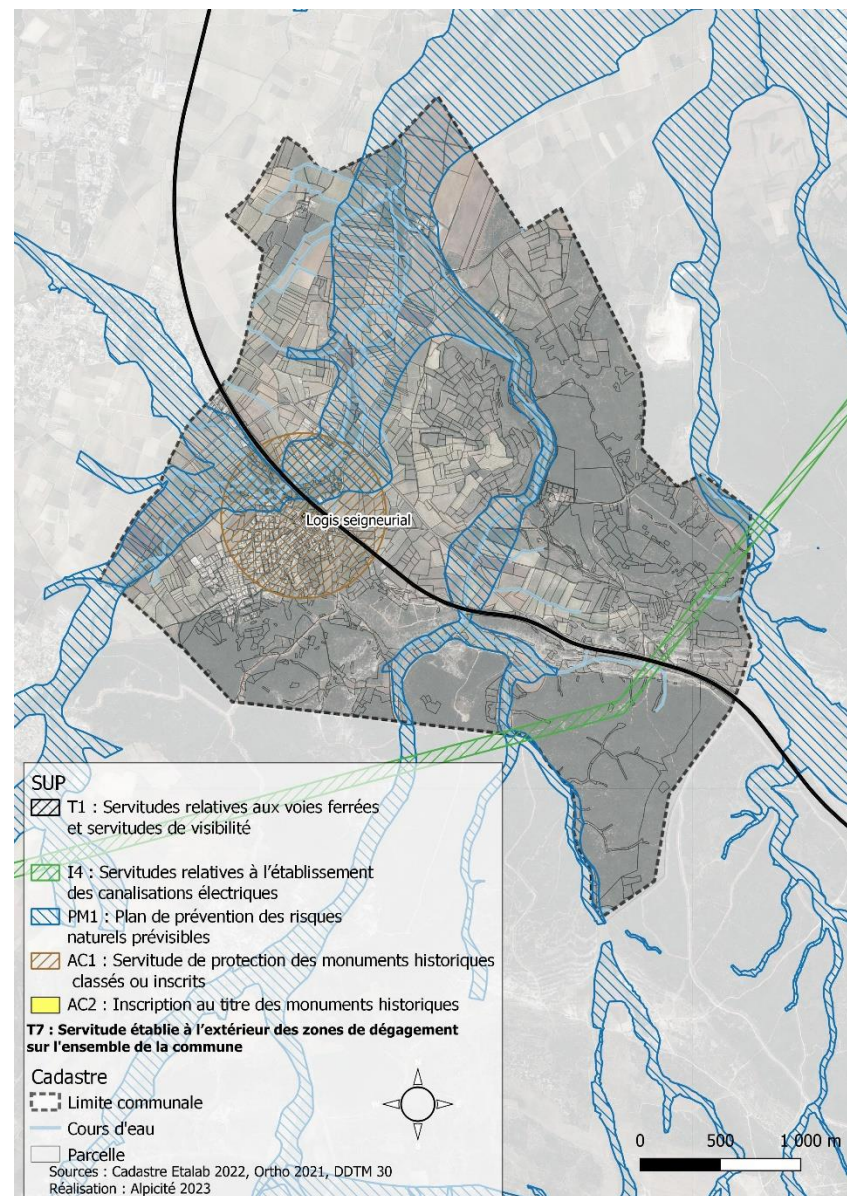 Logis seigneurial
SUP
T1 : Servitudes relatives aux voies ferrées
et servitudes de visibilité
I4 : Servitudes relatives à l'établissement
des canalisations électriques
PM1 : Plan de prévention des risques
naturels prévisibles
AC1 : Servitude de protection des monuments historiques
classés ou inscrits
AC2 : Inscription au titre des monuments historiques
T7 : Servitude établie à l'extérieur des zones de dégagement
sur l'ensemble de la commune
Cadastre
Limite communale
Cours d'eau
Parcelle
Sources : Cadastre Etalab 2022, Ortho 2021, DDTM 30
Réalisation : Alpicité 2023
0 500 1 000 m